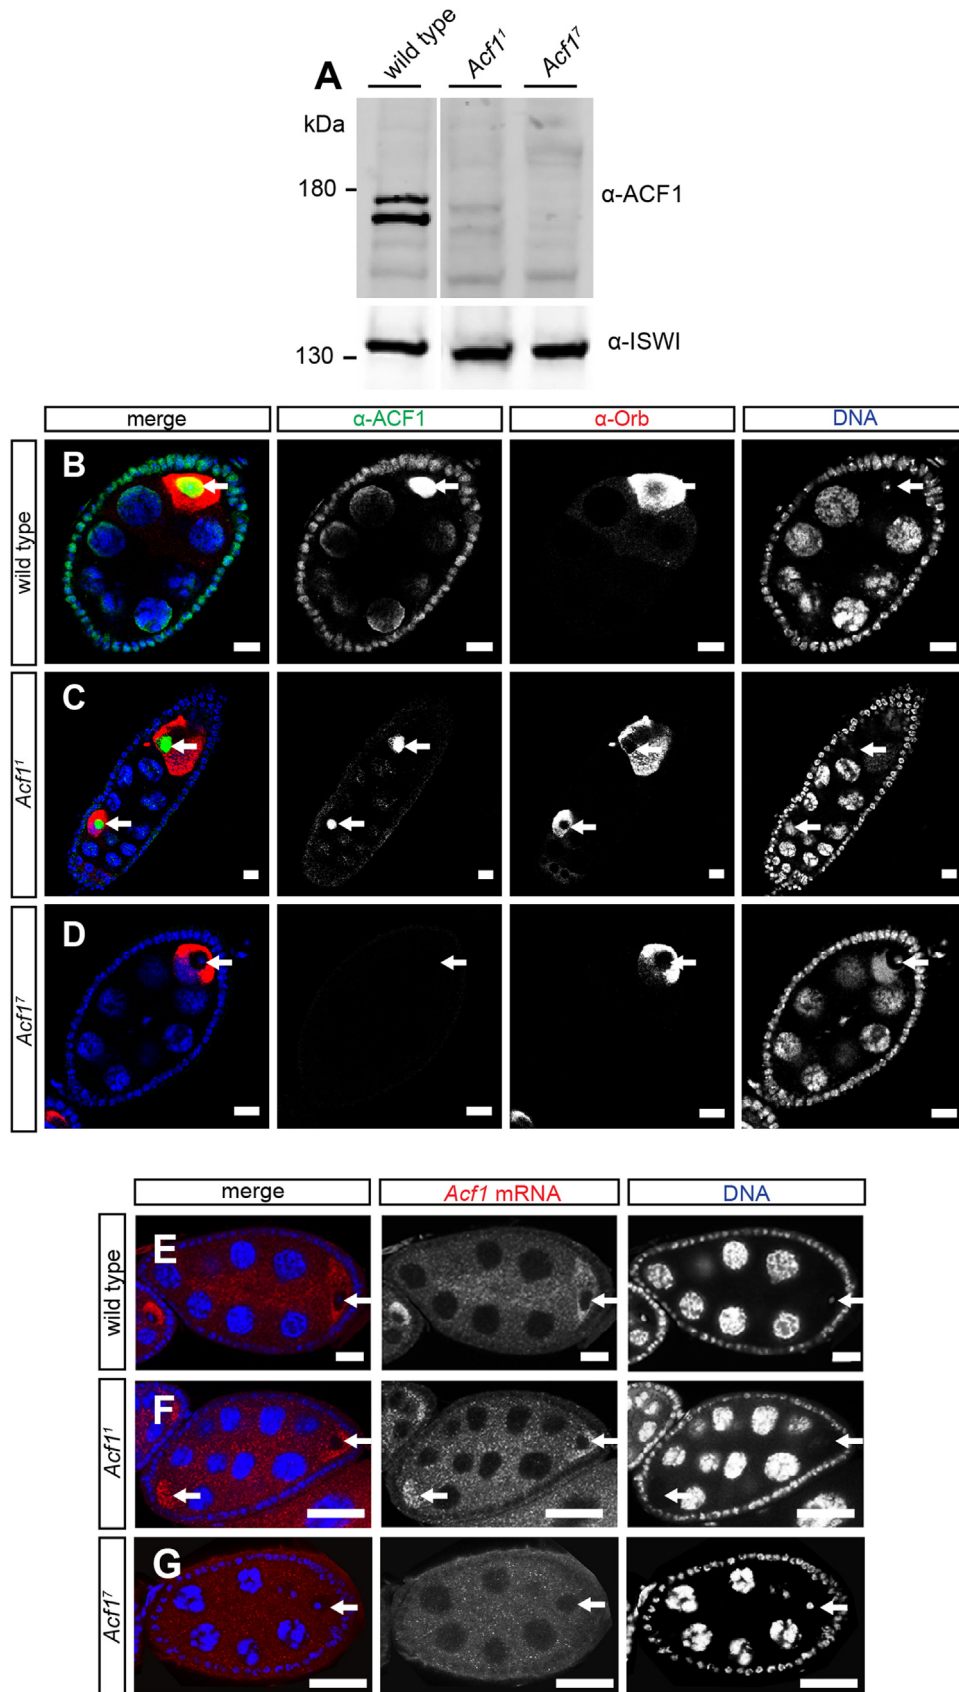 A
wild type
Acf1¹
Acf1⁷
kDa
180
α-ACF1
130
α-ISWI
merge
α-ACF1
α-Orb
DNA
wild type
B
Acf1¹
C
Acf1⁷
D
merge
Acf1 mRNA
DNA
wild type
E
Acf1¹
F
Acf1⁷
G